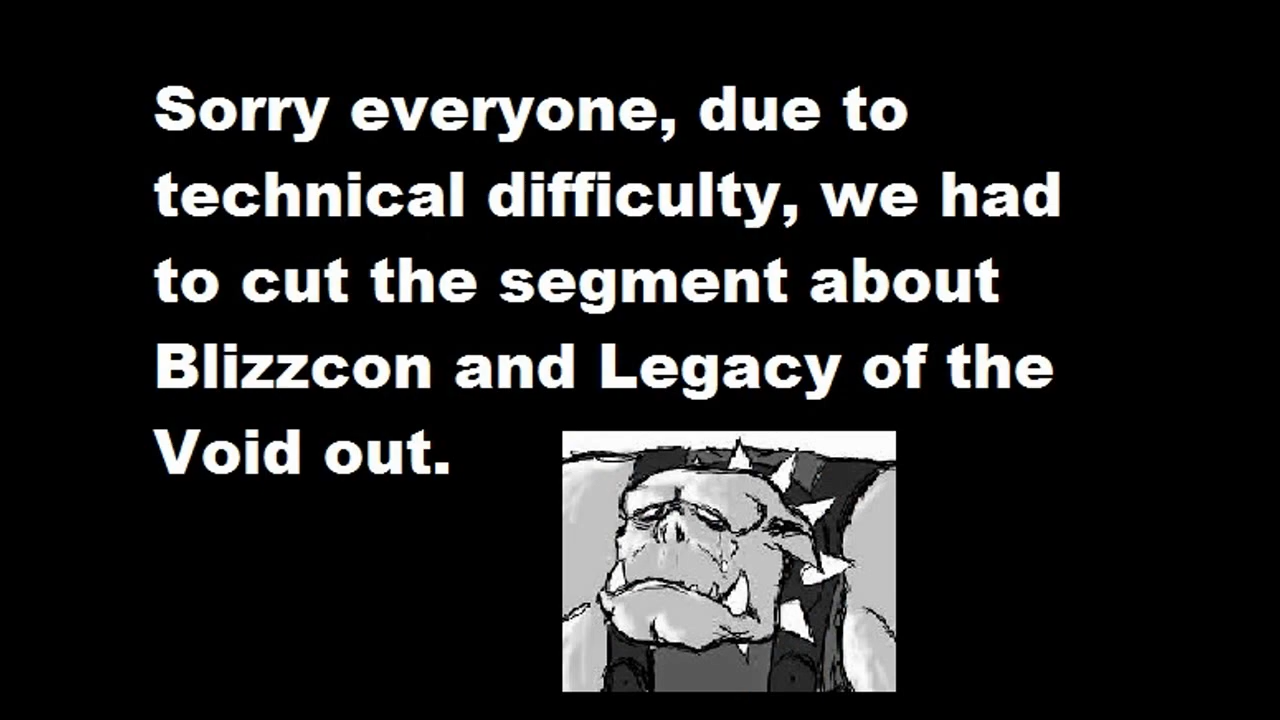 Sorry everyone, due to
technical difficulty, we had
to cut the segment about
Blizzcon and Legacy of the
Void out.